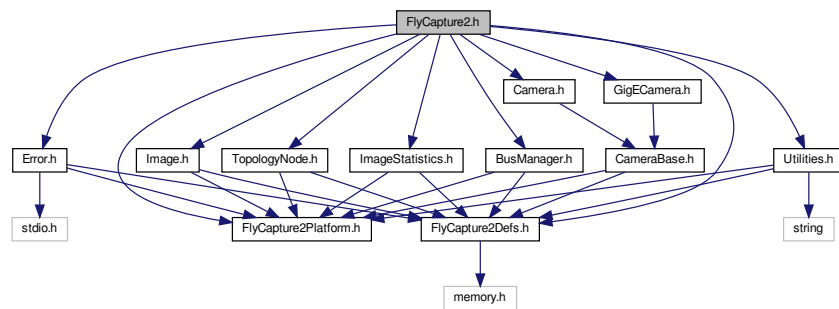 FlyCapture2.h
Camera.h
GigECamera.h
Error.h
Image.h
TopologyNode.h
ImageStatistics.h
BusManager.h
CameraBase.h
Utilities.h
stdio.h
FlyCapture2Platform.h
FlyCapture2Defs.h
string
memory.h